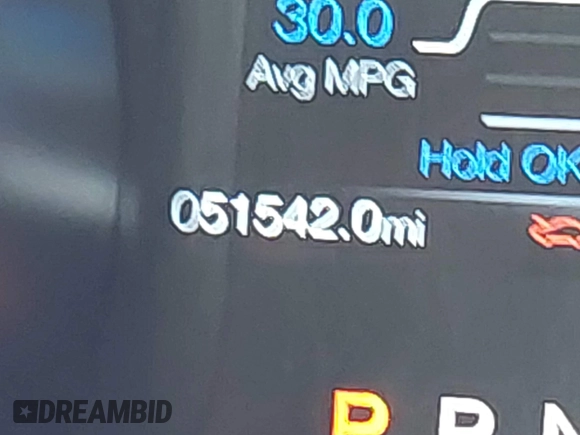 30.0
Avg MPG
Hold OK
051542.0mi
P R N
DREAMBID